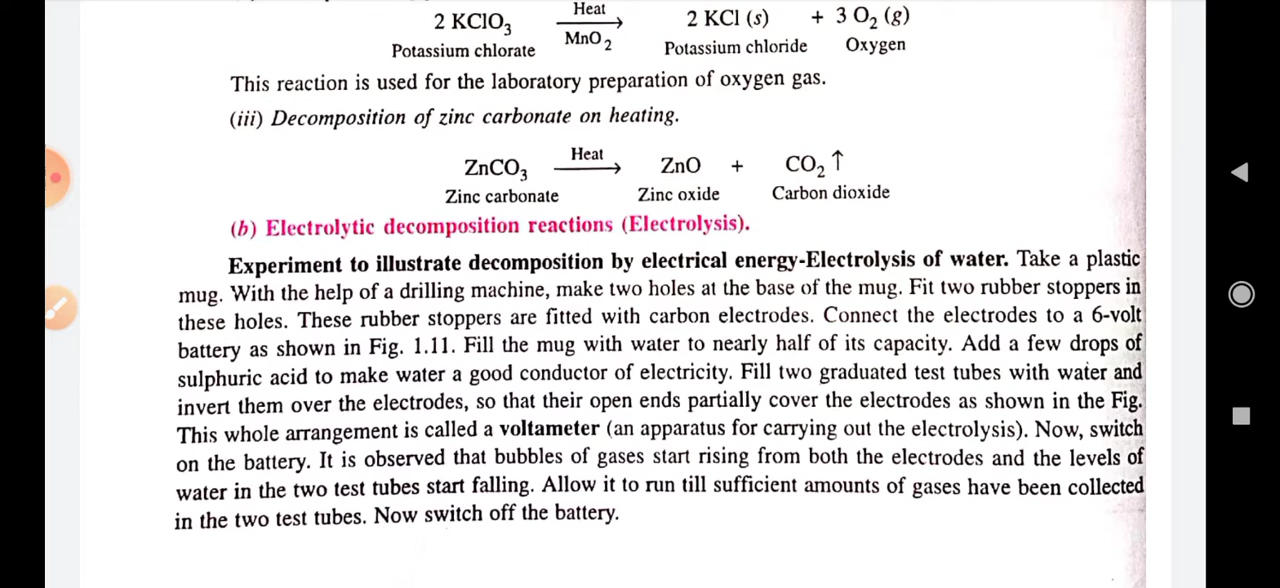 2 KClO₃ Heat MnO₂ → 2 KCl (s) + 3 O₂ (g)
Potassium chlorate Potassium chloride Oxygen
This reaction is used for the laboratory preparation of oxygen gas.
(iii) Decomposition of zinc carbonate on heating.
ZnCO₃ Heat → ZnO + CO₂ ↑
Zinc carbonate Zinc oxide Carbon dioxide
(b) Electrolytic decomposition reactions (Electrolysis).
Experiment to illustrate decomposition by electrical energy-Electrolysis of water. Take a plastic
mug. With the help of a drilling machine, make two holes at the base of the mug. Fit two rubber stoppers in
these holes. These rubber stoppers are fitted with carbon electrodes. Connect the electrodes to a 6-volt
battery as shown in Fig. 1.11. Fill the mug with water to nearly half of its capacity. Add a few drops of
sulphuric acid to make water a good conductor of electricity. Fill two graduated test tubes with water and
invert them over the electrodes, so that their open ends partially cover the electrodes as shown in the Fig.
This whole arrangement is called a voltameter (an apparatus for carrying out the electrolysis). Now, switch
on the battery. It is observed that bubbles of gases start rising from both the electrodes and the levels of
water in the two test tubes start falling. Allow it to run till sufficient amounts of gases have been collected
in the two test tubes. Now switch off the battery.